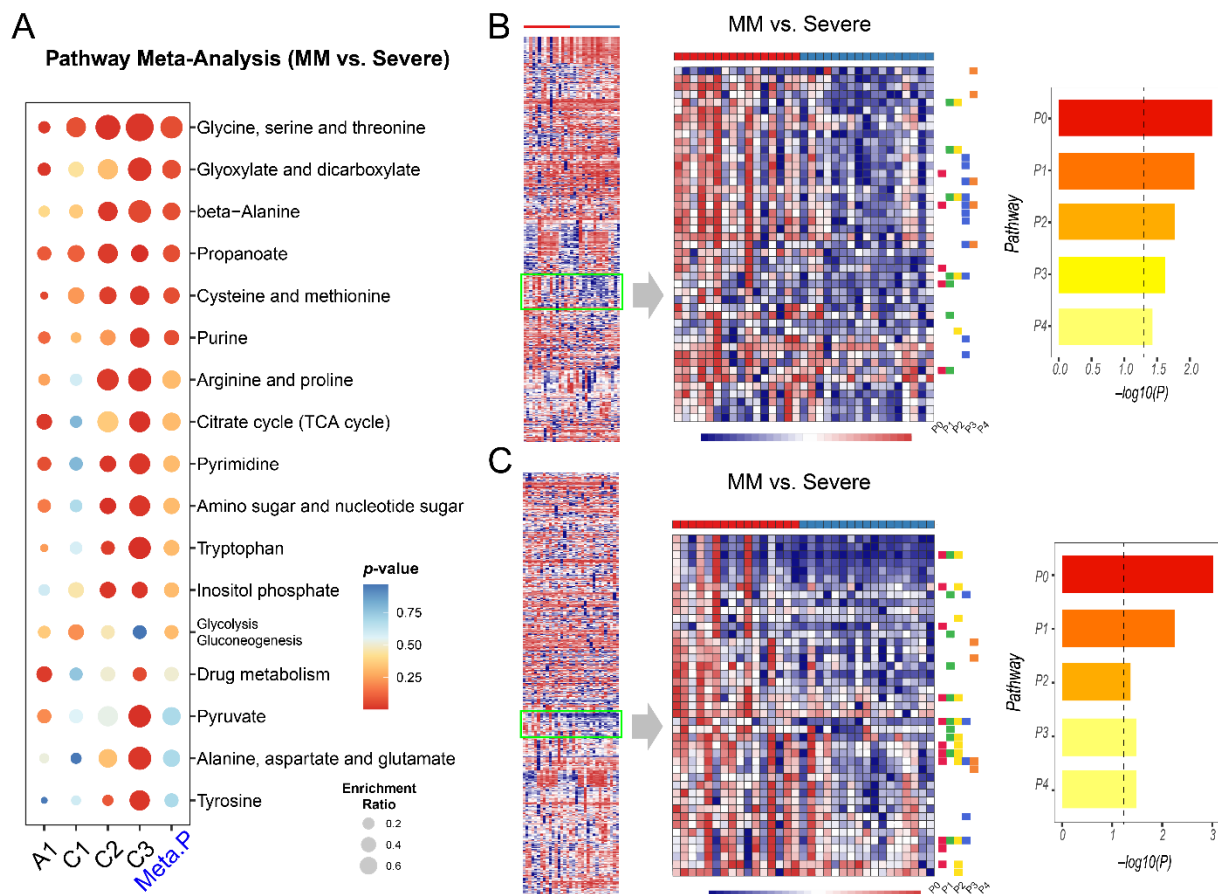 A
Pathway Meta-Analysis (MM vs. Severe)
Glycine, serine and threonine
Glyoxylate and dicarboxylate
beta−Alanine
Propanoate
Cysteine and methionine
Purine
Arginine and proline
Citrate cycle (TCA cycle)
Pyrimidine
Amino sugar and nucleotide sugar
Tryptophan
Inositol phosphate
Glycolysis
Gluconeogenesis
Drug metabolism
Pyruvate
Alanine, aspartate and glutamate
Tyrosine
A1 C1 C2 C3 Meta.P
p-value
0.75
0.50
0.25
Enrichment
Ratio
0.2
0.4
0.6
B
MM vs. Severe
P0 P1 P2 P3 P4
Pathway
P0
P1
P2
P3
P4
0.0 0.5 1.0 1.5 2.0
−log10(P)
C
MM vs. Severe
P0 P1 P2 P3 P4
Pathway
P0
P1
P2
P3
P4
0 1 2 3
−log10(P)